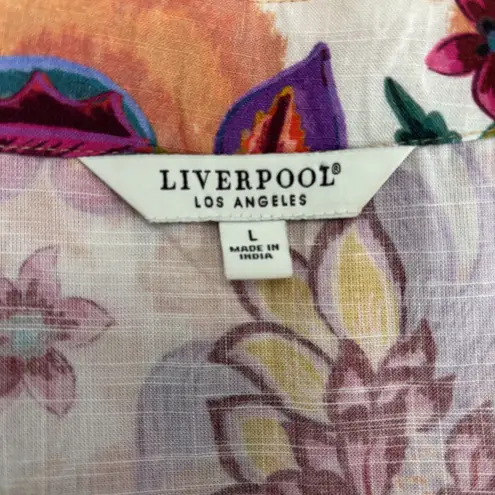 LIVERPOOL®
LOS ANGELES
L
MADE IN
INDIA